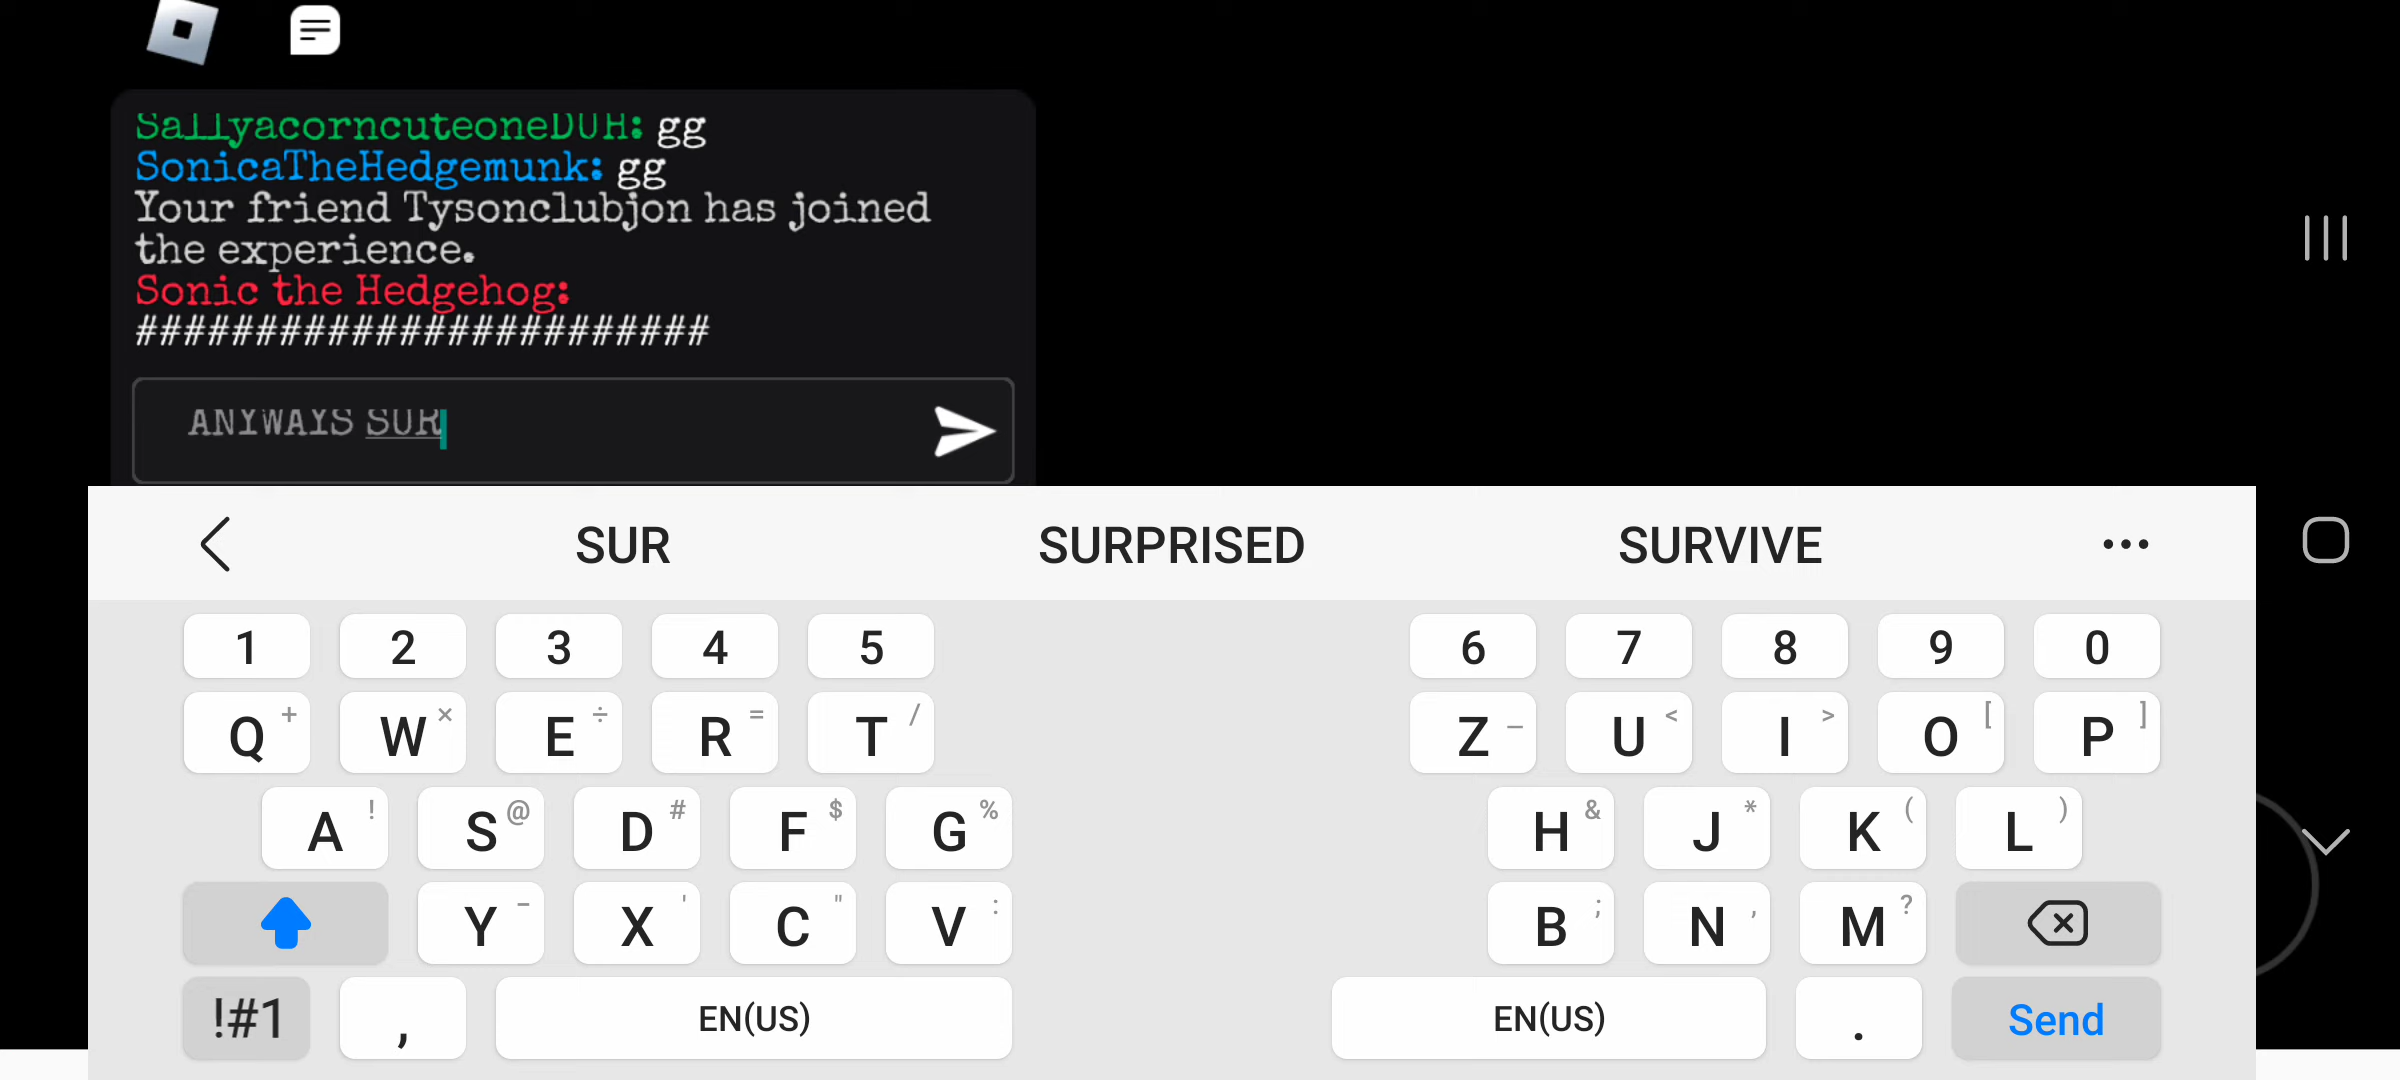 SallyacorncuteoneDUH: gg
SonicaTheHedgemunk: gg
Your friend Tysonclubjon has joined
the experience.
Sonic the Hedgehog:
########################
ANYWAYS SUR
SUR SURPRISED SURVIVE ...
1 2 3 4 5 6 7 8 9 0
Q + W × E ÷ R = T / Z _ U < I > O [ P ]
A ! S @ D # F $ G % H & J * K ( L )
Y - X ' C " V : B ; N , M ?
!#1 , EN(US) EN(US) . Send